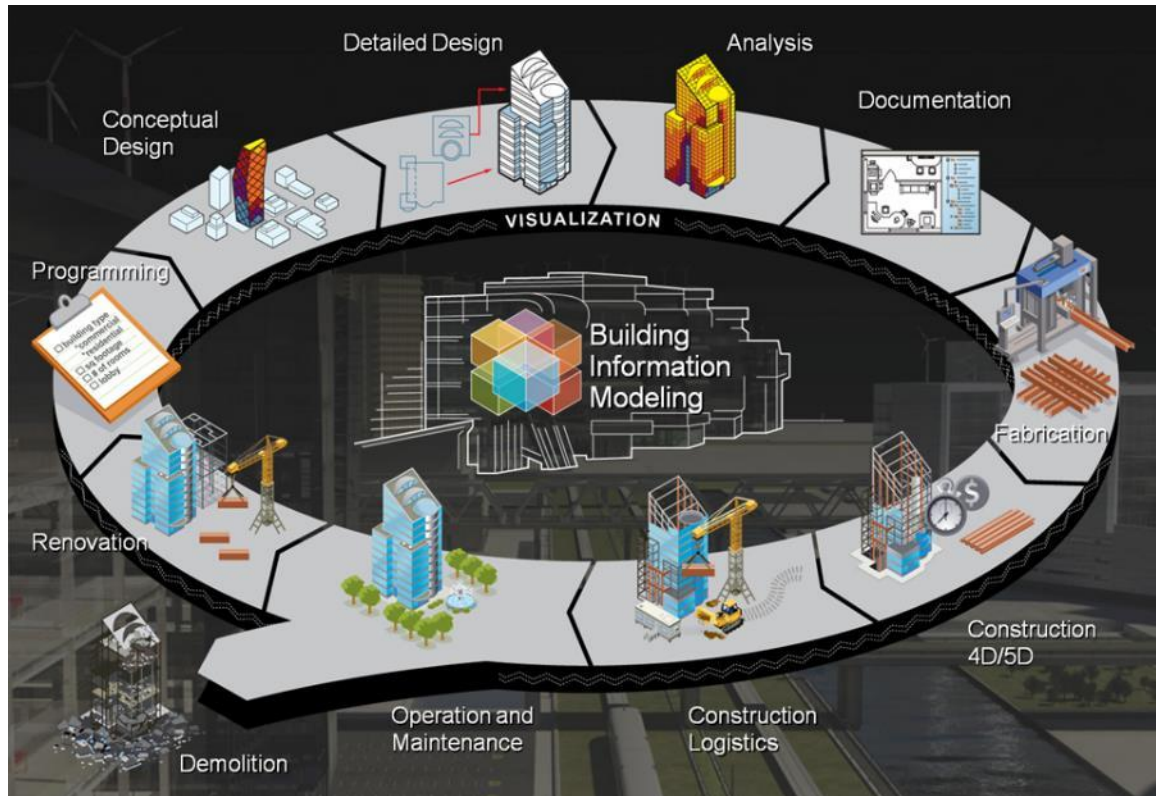 Detailed Design
Analysis
Documentation
Conceptual
Design
VISUALIZATION
Programming
building type
*commercial
*residential
sq footage
# of rooms
lobby
Building
Information
Modeling
Fabrication
$
Renovation
Construction
4D/5D
Operation and
Maintenance
Construction
Logistics
Demolition